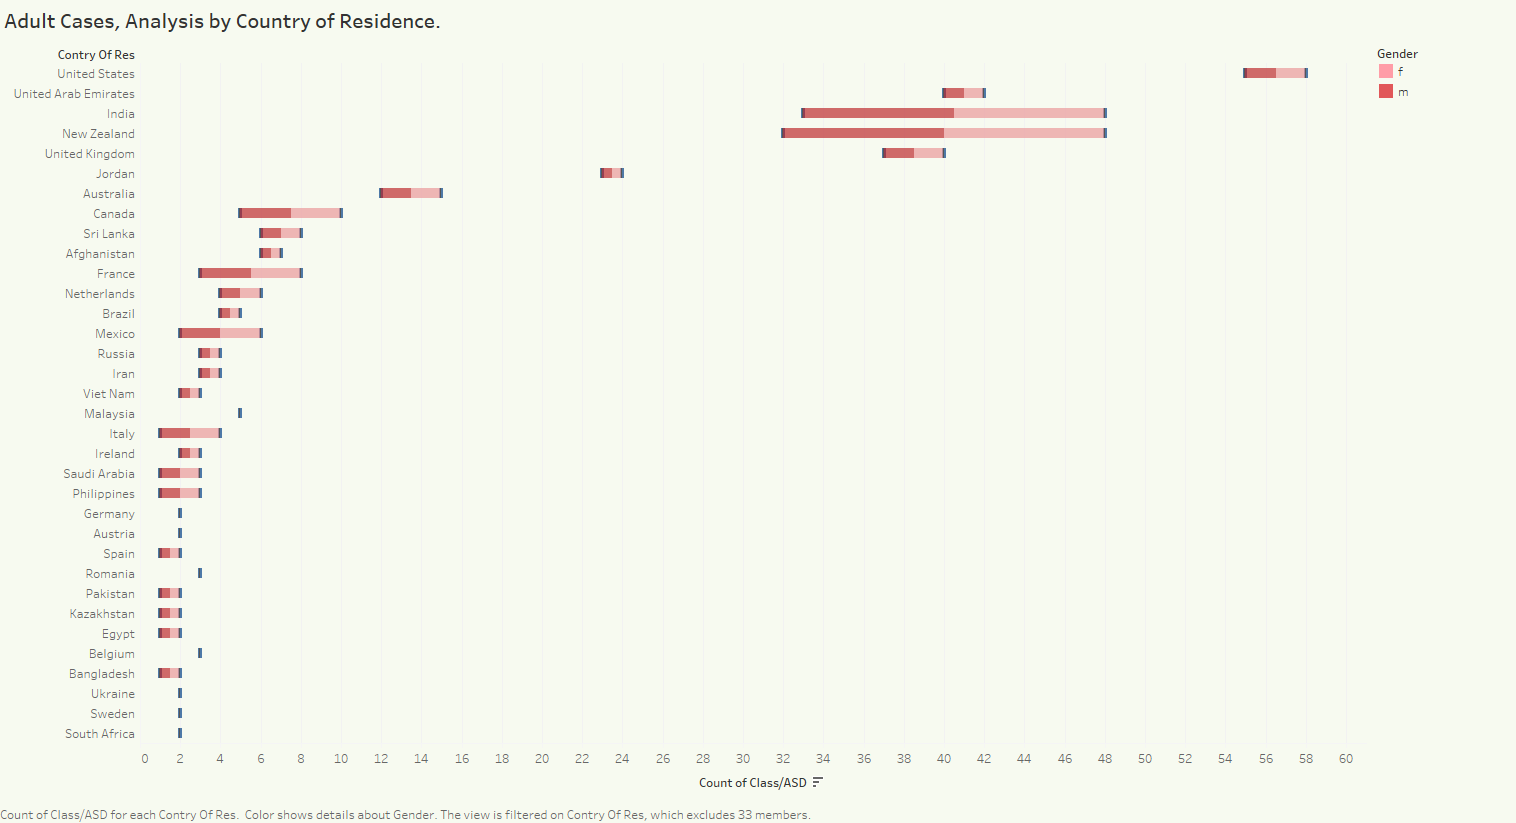 Adult Cases, Analysis by Country of Residence.
Contry Of Res
Gender
f
m
United States
United Arab Emirates
India
New Zealand
United Kingdom
Jordan
Australia
Canada
Sri Lanka
Afghanistan
France
Netherlands
Brazil
Mexico
Russia
Iran
Viet Nam
Malaysia
Italy
Ireland
Saudi Arabia
Philippines
Germany
Austria
Spain
Romania
Pakistan
Kazakhstan
Egypt
Belgium
Bangladesh
Ukraine
Sweden
South Africa
0 2 4 6 8 10 12 14 16 18 20 22 24 26 28 30 32 34 36 38 40 42 44 46 48 50 52 54 56 58 60
Count of Class/ASD
Count of Class/ASD for each Contry Of Res. Color shows details about Gender. The view is filtered on Contry Of Res, which excludes 33 members.